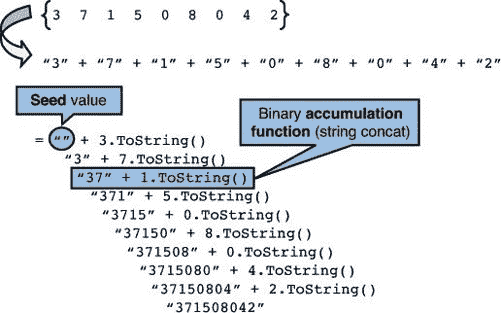 {3 7 1 5 0 8 0 4 2}
“3” + “7” + “1” + “5” + “0” + “8” + “0” + “4” + “2”
Seed value
Binary accumulation
function (string concat)
= “” + 3.ToString()
“3” + 7.ToString()
“37” + 1.ToString()
“371” + 5.ToString()
“3715” + 0.ToString()
“37150” + 8.ToString()
“371508” + 0.ToString()
“3715080” + 4.ToString()
“37150804” + 2.ToString()
“371508042”